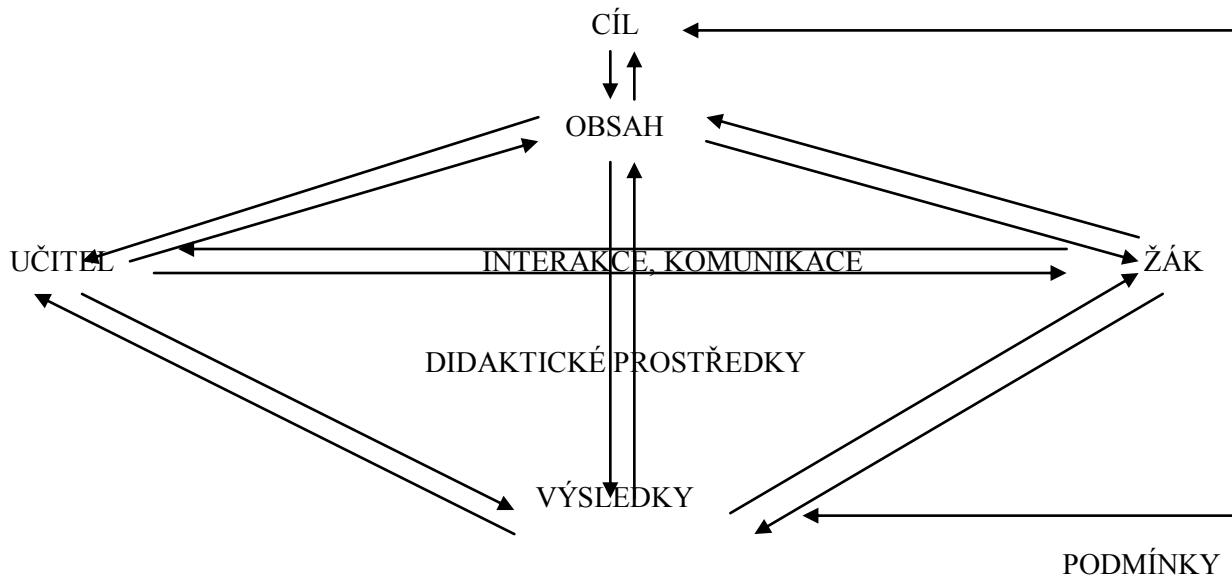 CÍL
OBSAH
UČITEL
INTERAKCE, KOMUNIKACE
ŽÁK
DIDAKTICKÉ PROSTŘEDKY
VÝSLEDKY
PODMÍNKY